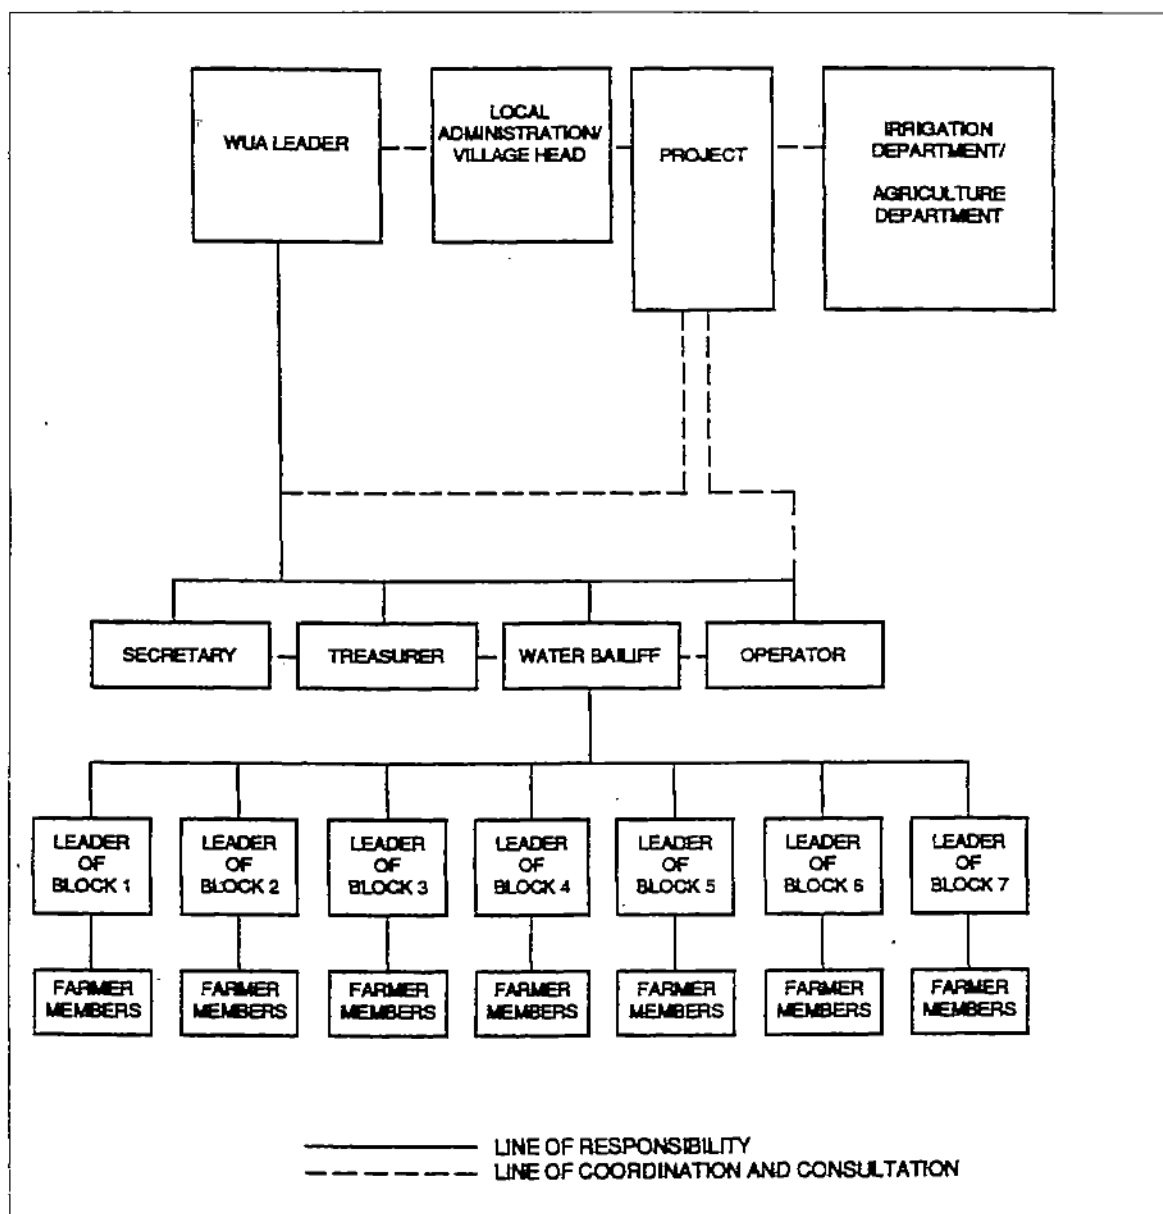 WUA LEADER
LOCAL
ADMINISTRATION/
VILLAGE HEAD
PROJECT
IRRIGATION
DEPARTMENT/
AGRICULTURE
DEPARTMENT
SECRETARY
TREASURER
WATER BAILIFF
OPERATOR
LEADER
OF
BLOCK 1
LEADER
OF
BLOCK 2
LEADER
OF
BLOCK 3
LEADER
OF
BLOCK 4
LEADER
OF
BLOCK 5
LEADER
OF
BLOCK 6
LEADER
OF
BLOCK 7
FARMER
MEMBERS
FARMER
MEMBERS
FARMER
MEMBERS
FARMER
MEMBERS
FARMER
MEMBERS
FARMER
MEMBERS
FARMER
MEMBERS
LINE OF RESPONSIBILITY
LINE OF COORDINATION AND CONSULTATION